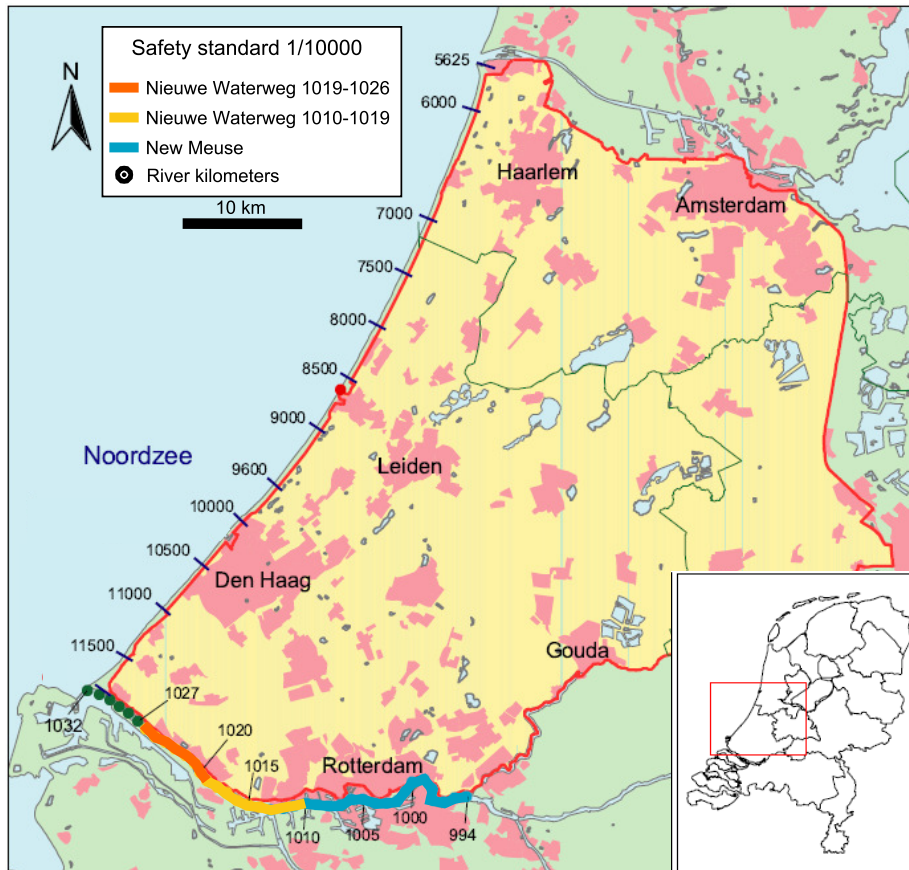 Safety standard 1/10000
N
Nieuwe Waterweg 1019-1026
Nieuwe Waterweg 1010-1019
New Meuse
River kilometers
10 km
5625
6000
Haarlem
Amsterdam
7000
7500
8000
8500
9000
Noordzee
Leiden
9600
10000
10500
Den Haag
11000
Gouda
11500
1027
1032
1020
Rotterdam
1015
1010
1005
1000
994